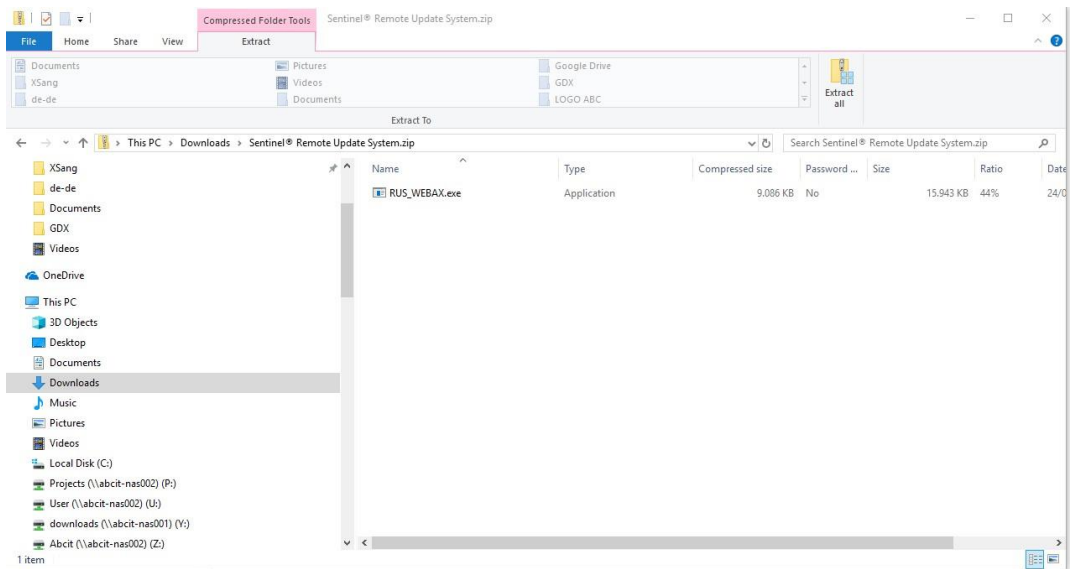 Compressed Folder Tools Sentinel® Remote Update System.zip
File Home Share View Extract
Documents Pictures Google Drive
XSang Videos GDX
de-de Documents LOGO ABC
Extract all
Extract To
This PC > Downloads > Sentinel® Remote Update System.zip Search Sentinel® Remote Update System.zip
XSang Name Type Compressed size Password ... Size Ratio Date
de-de RUS_WEBAX.exe Application 9.086 KB No 15.943 KB 44% 24/0
Documents
GDX
Videos
OneDrive
This PC
3D Objects
Desktop
Documents
Downloads
Music
Pictures
Videos
Local Disk (C:)
Projects (\\abcit-nas002) (P:)
User (\\abcit-nas002) (U:)
downloads (\\abcit-nas001) (Y:)
Abcit (\\abcit-nas002) (Z:)
1 item